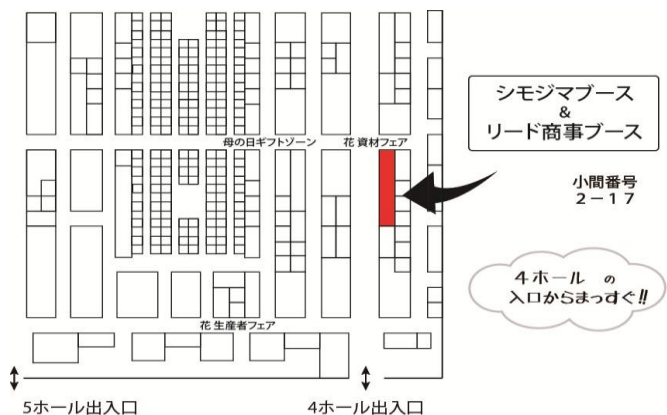 シモジマブース
&
リード商事ブース
母の日ギフトゾーン 花 資材フェア
小間番号
2－17
4ホール の
入口からまっすぐ!!
花 生産者フェア
5ホール出入口 4ホール出入口